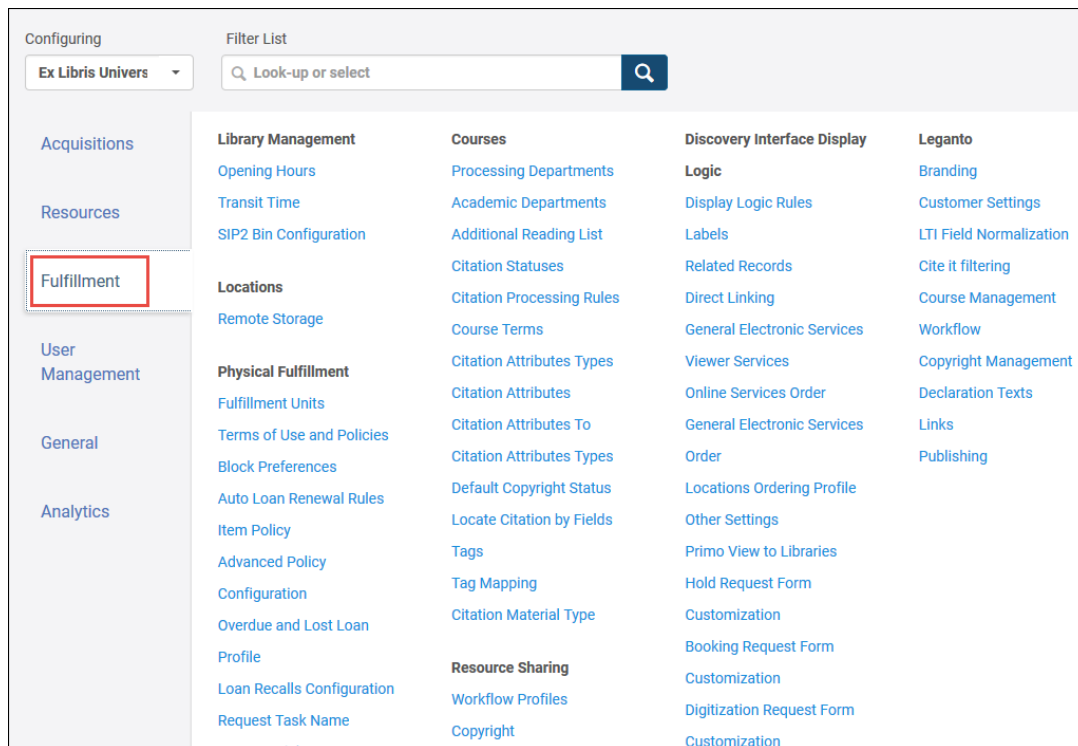 Configuring
Filter List
Ex Libris Univers
Look-up or select
Acquisitions
Resources
Fulfillment
User
Management
General
Analytics
Library Management
Opening Hours
Transit Time
SIP2 Bin Configuration
Locations
Remote Storage
Physical Fulfillment
Fulfillment Units
Terms of Use and Policies
Block Preferences
Auto Loan Renewal Rules
Item Policy
Advanced Policy
Configuration
Overdue and Lost Loan
Profile
Loan Recalls Configuration
Request Task Name
Courses
Processing Departments
Academic Departments
Additional Reading List
Citation Statuses
Citation Processing Rules
Course Terms
Citation Attributes Types
Citation Attributes
Citation Attributes To
Citation Attributes Types
Default Copyright Status
Locate Citation by Fields
Tags
Tag Mapping
Citation Material Type
Resource Sharing
Workflow Profiles
Copyright
Discovery Interface Display
Logic
Display Logic Rules
Labels
Related Records
Direct Linking
General Electronic Services
Viewer Services
Online Services Order
General Electronic Services
Order
Locations Ordering Profile
Other Settings
Primo View to Libraries
Hold Request Form
Customization
Booking Request Form
Customization
Digitization Request Form
Customization
Leganto
Branding
Customer Settings
LTI Field Normalization
Cite it filtering
Course Management
Workflow
Copyright Management
Declaration Texts
Links
Publishing